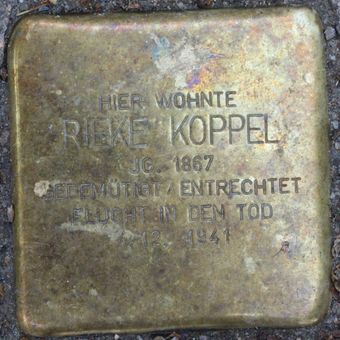 HIER WOHNTE
RIEKE KOPPEL
JG. 1867
GEDEMÜTIGT / ENTRECHTET
FLUCHT IN DEN TOD
12. 1941